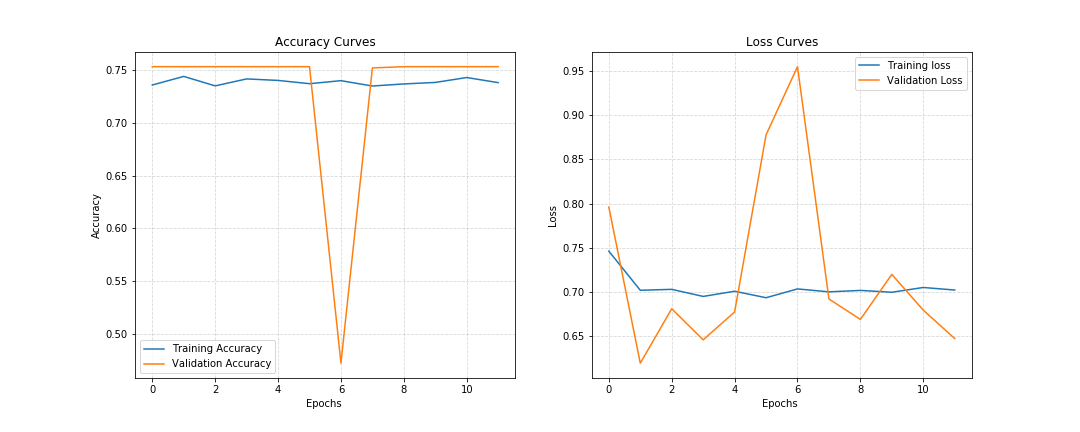 Accuracy Curves
0.75
0.70
0.65
0.60
0.55
0.50
Accuracy
Training Accuracy
Validation Accuracy
0 2 4 6 8 10
Epochs
Loss Curves
Training loss
Validation Loss
0.95
0.90
0.85
0.80
0.75
0.70
0.65
Loss
0 2 4 6 8 10
Epochs